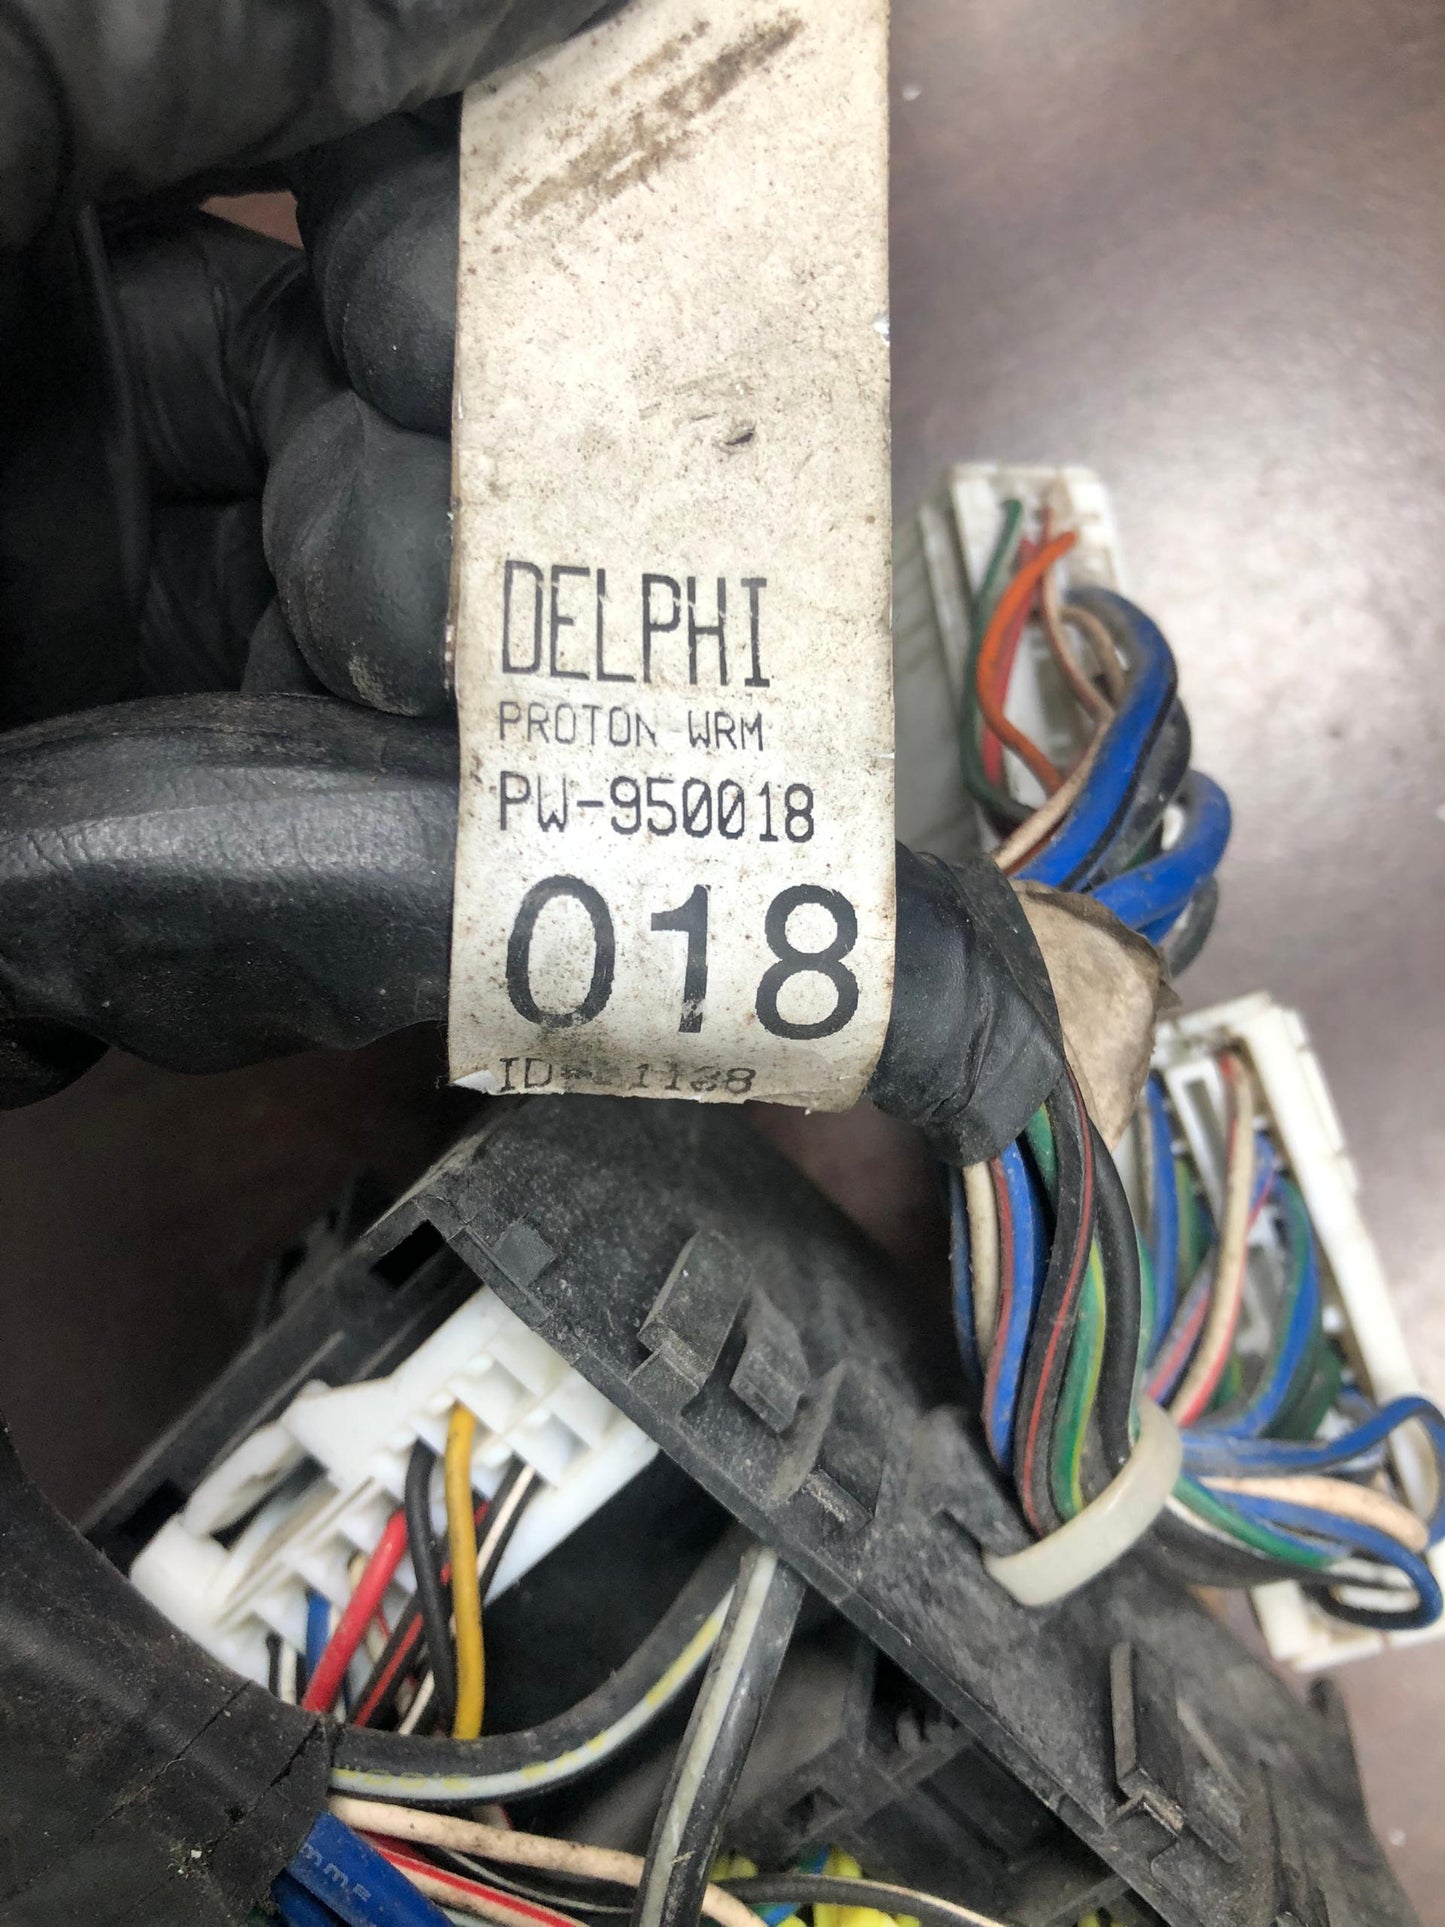 DELPHI
PROTON WRM
PW-950018
018